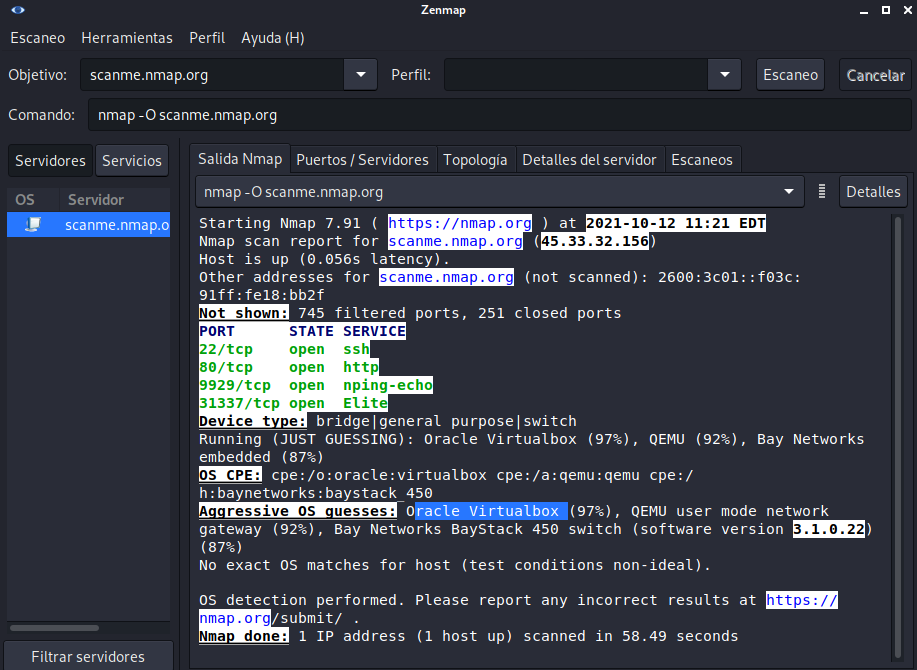 Zenmap
Escaneo Herramientas Perfil Ayuda (H)
Objetivo: scanme.nmap.org Perfil: Escaneo Cancelar
Comando: nmap -O scanme.nmap.org
Servidores Servicios
OS Servidor
scanme.nmap.o
Filtrar servidores
Salida Nmap Puertos / Servidores Topología Detalles del servidor Escaneos
nmap -O scanme.nmap.org Detalles
Starting Nmap 7.91 ( https://nmap.org ) at 2021-10-12 11:21 EDT
Nmap scan report for scanme.nmap.org (45.33.32.156)
Host is up (0.056s latency).
Other addresses for scanme.nmap.org (not scanned): 2600:3c01::f03c:
91ff:fe18:bb2f
Not shown: 745 filtered ports, 251 closed ports
PORT STATE SERVICE
22/tcp open ssh
80/tcp open http
9929/tcp open nping-echo
31337/tcp open Elite
Device type: bridge|general purpose|switch
Running (JUST GUESSING): Oracle Virtualbox (97%), QEMU (92%), Bay Networks
embedded (87%)
OS CPE: cpe:/o:oracle:virtualbox cpe:/a:qemu:qemu cpe:/
h:baynetworks:baystack_450
Aggressive OS guesses: Oracle Virtualbox (97%), QEMU user mode network
gateway (92%), Bay Networks BayStack 450 switch (software version 3.1.0.22)
(87%)
No exact OS matches for host (test conditions non-ideal).
OS detection performed. Please report any incorrect results at https://
nmap.org/submit/ .
Nmap done: 1 IP address (1 host up) scanned in 58.49 seconds